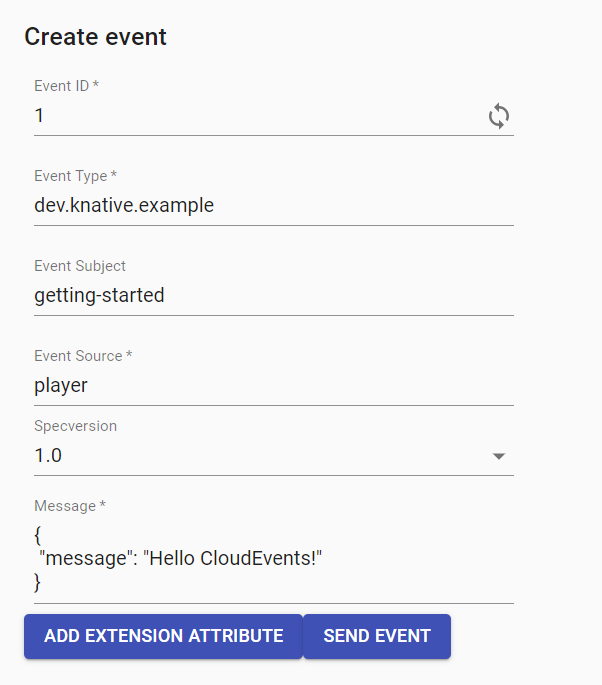 Create event
Event ID *
1
Event Type *
dev.knative.example
Event Subject
getting-started
Event Source *
player
Specversion
1.0
Message *
{
"message": "Hello CloudEvents!"
}
ADD EXTENSION ATTRIBUTE SEND EVENT